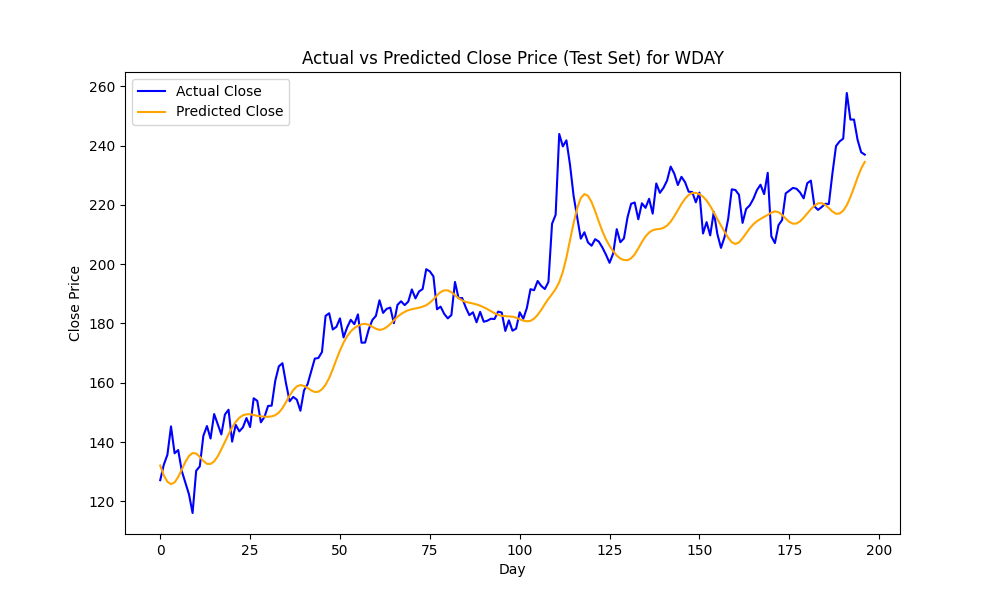 Actual vs Predicted Close Price (Test Set) for WDAY
Actual Close
Predicted Close
260
240
220
200
180
160
140
120
Close Price
0 25 50 75 100 125 150 175 200
Day